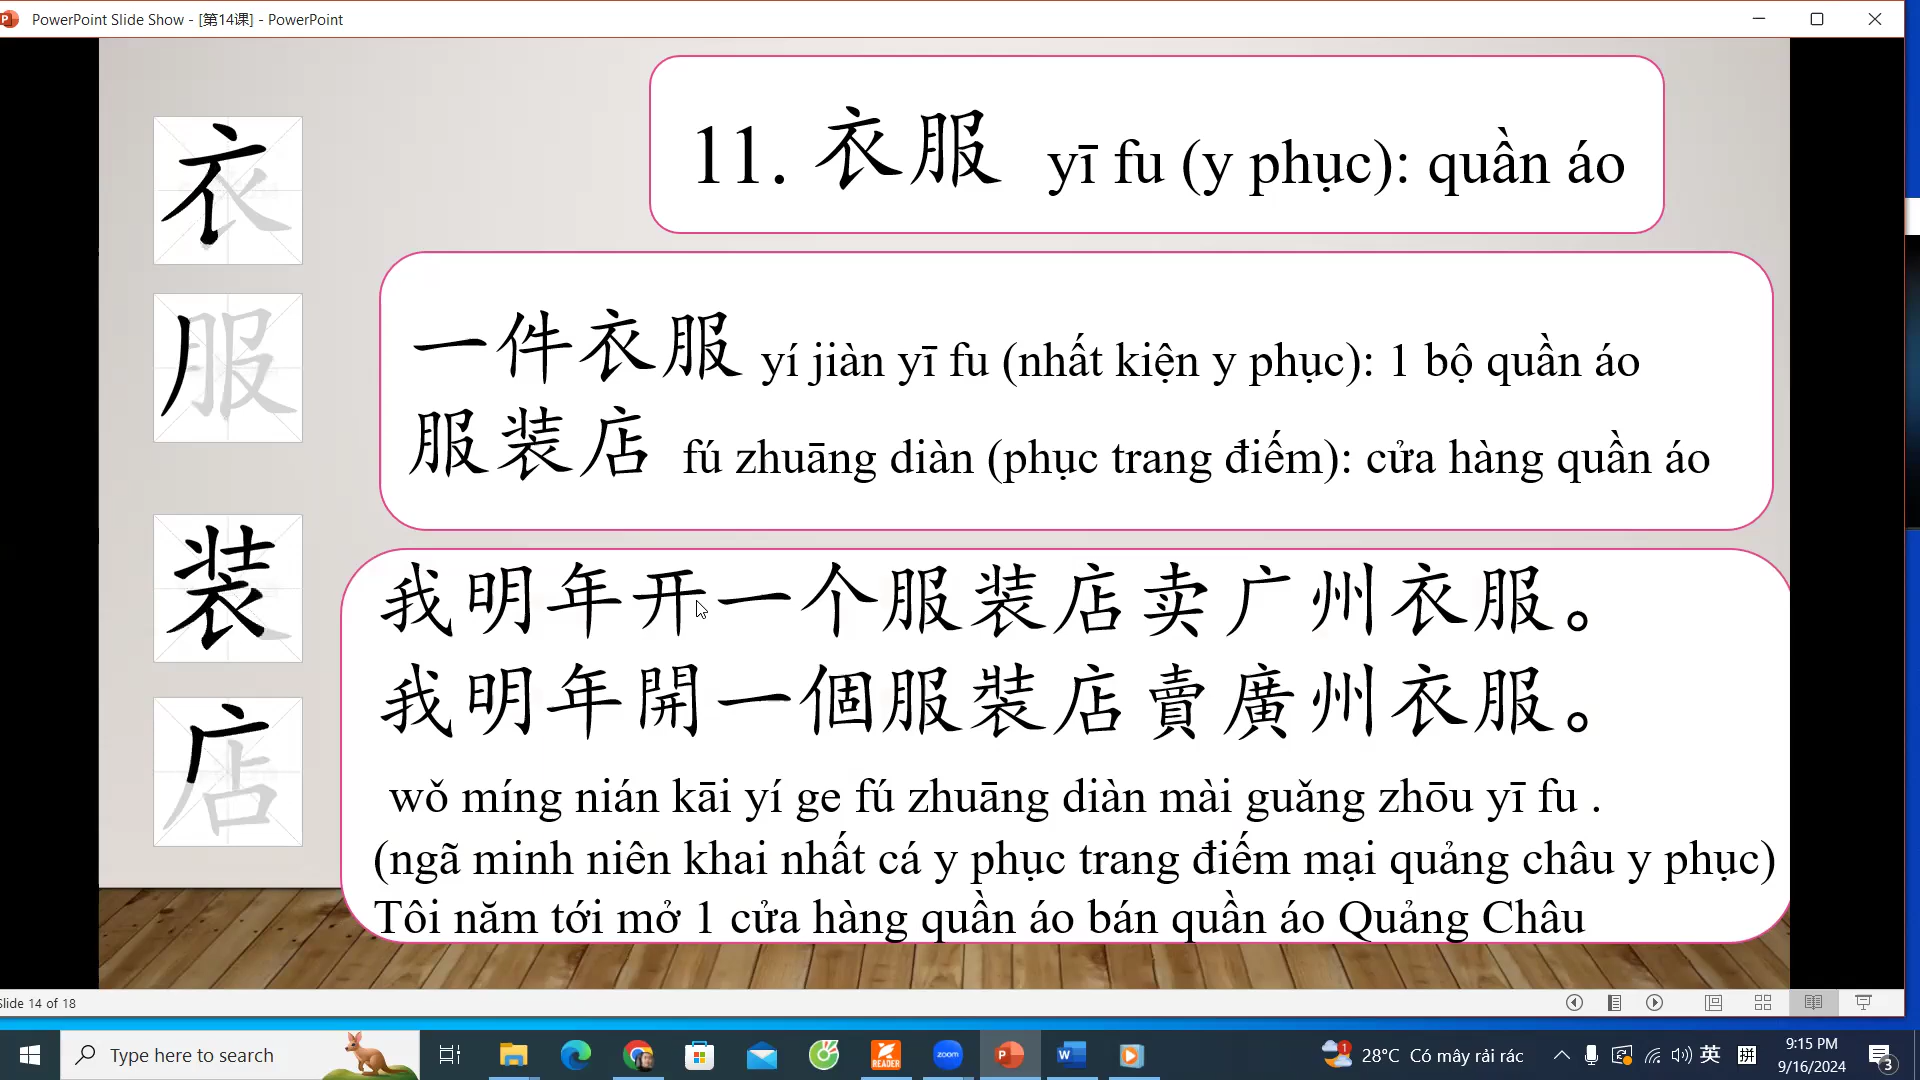 PowerPoint Slide Show - [第14课] - PowerPoint
11. 衣服 yī fu (y phục): quần áo
衣
服
装
店
一件衣服 yí jiàn yī fu (nhất kiện y phục): 1 bộ quần áo
服装店 fú zhuāng diàn (phục trang điếm): cửa hàng quần áo
我明年开一个服装店卖广州衣服。
我明年開一個服裝店賣廣州衣服。
wǒ míng nián kāi yí ge fú zhuāng diàn mài guǎng zhōu yī fu .
(ngã minh niên khai nhất cá y phục trang điếm mại quảng châu y phục)
Tôi năm tới mở 1 cửa hàng quần áo bán quần áo Quảng Châu
Slide 14 of 18
Type here to search
READER
zoom
1
28°C Có mây rải rác
英
拼
9:15 PM
9/16/2024
3